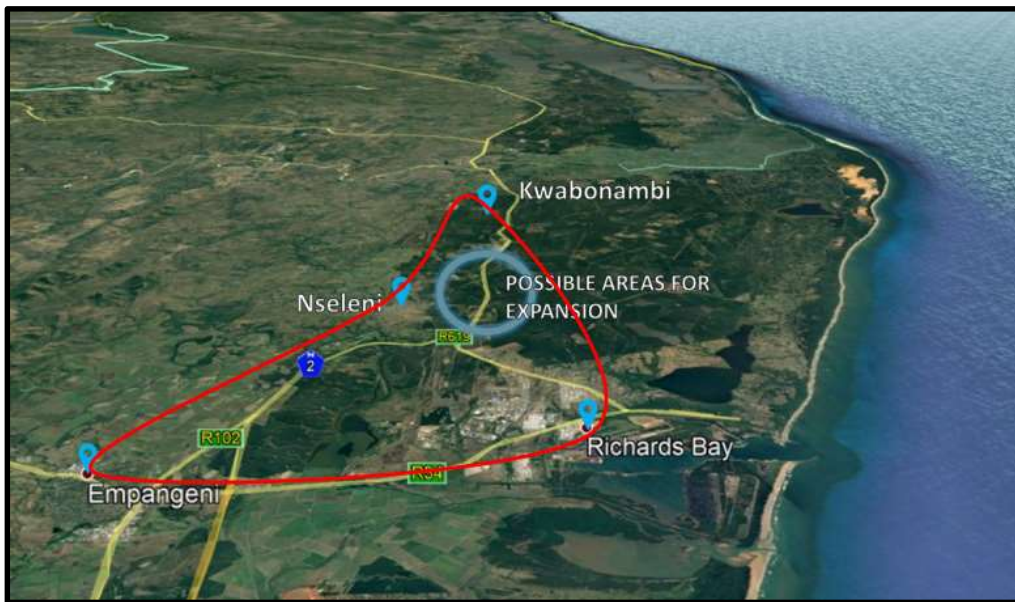 Kwabonambi
POSSIBLE AREAS FOR
EXPANSION
Nseleni
R619
N
2
R102
Richards Bay
R34
Empangeni